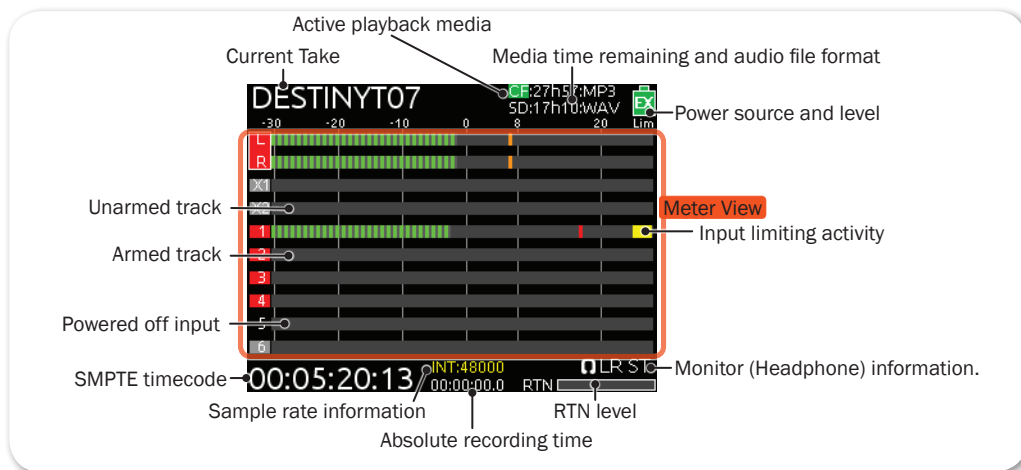 Active playback media
Current Take
Media time remaining and audio file format
DESTINYT07
CF:27h57:MP3
SD:17h10:WAV
EX
Power source and level
-30 -20 -10 0 8 20 Lim
L
R
X1
Unarmed track
X2
Meter View
1
Input limiting activity
Armed track
2
3
4
Powered off input
5
6
SMPTE timecode
00:05:20:13
INT:48000
00:00:00.0
RTN
LR ST
Monitor (Headphone) information.
Sample rate information
RTN level
Absolute recording time